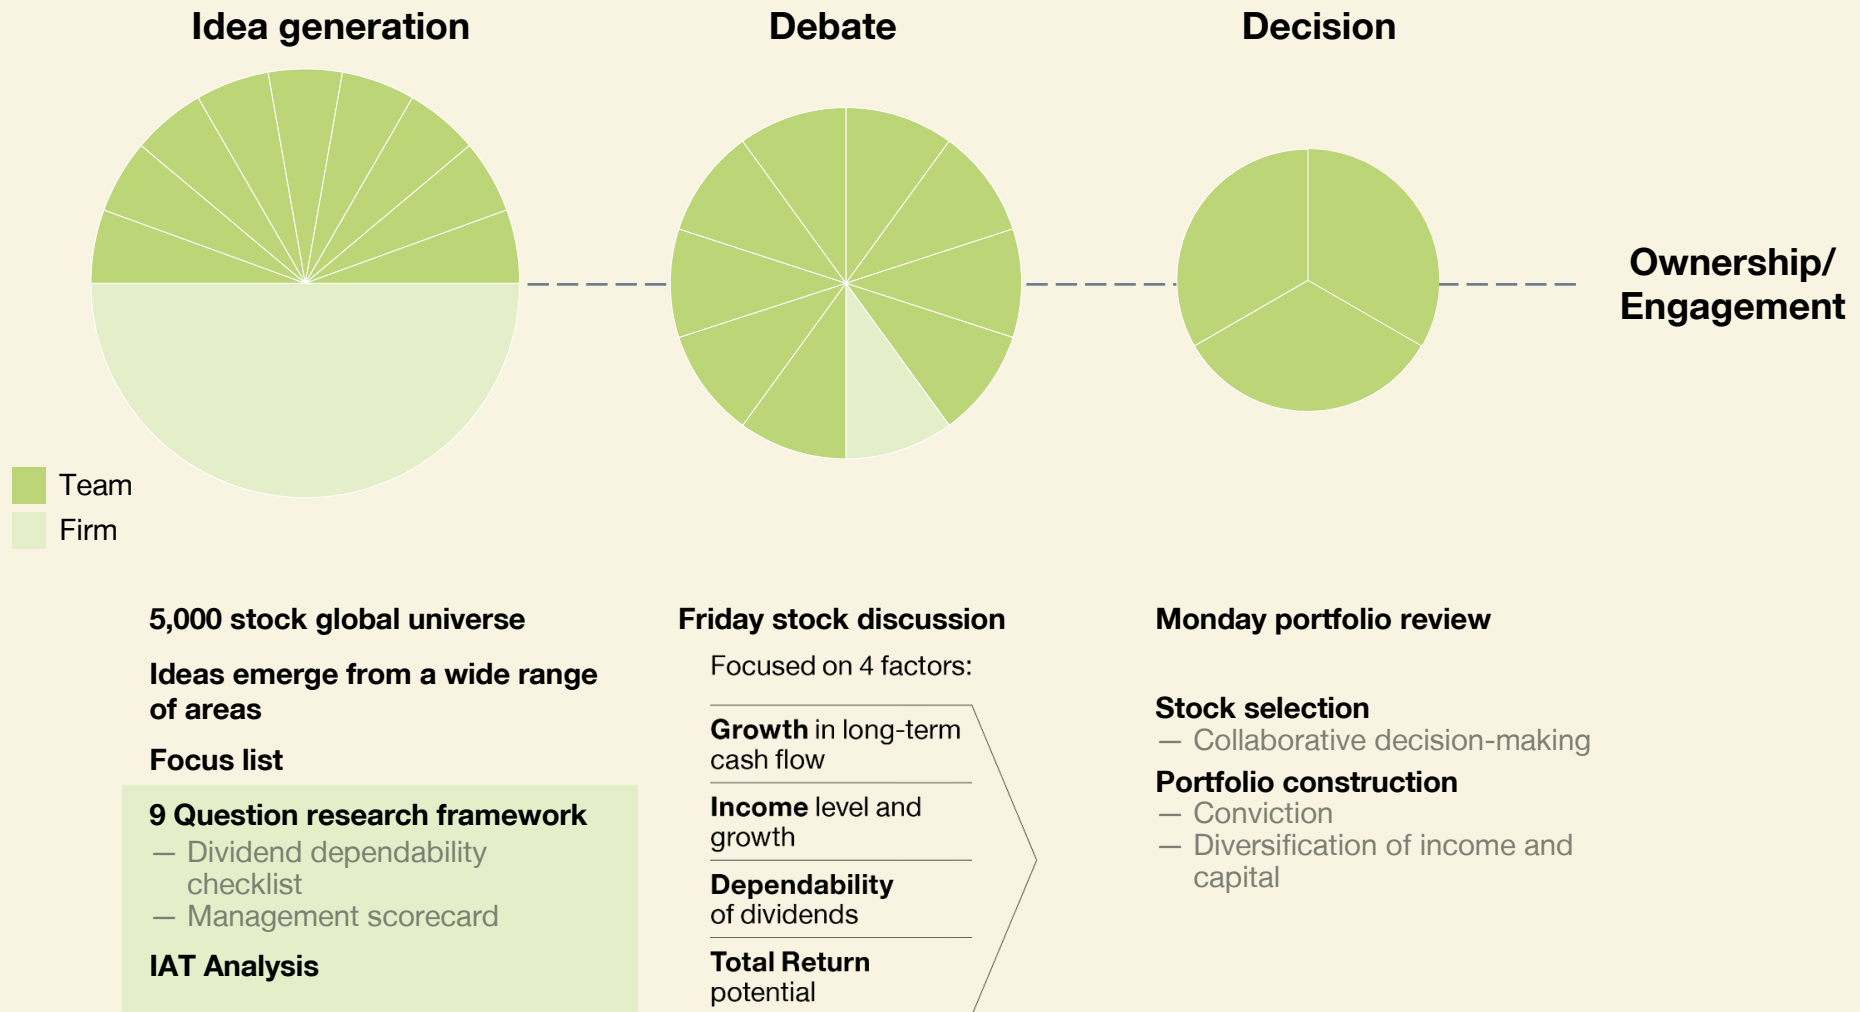 Idea generation
Debate
Decision
Ownership/
Engagement
Team
Firm
5,000 stock global universe
Ideas emerge from a wide range
of areas
Focus list
9 Question research framework
— Dividend dependability
checklist
— Management scorecard
IAT Analysis
Friday stock discussion
Focused on 4 factors:
Growth in long-term
cash flow
Income level and
growth
Dependability
of dividends
Total Return
potential
Monday portfolio review
Stock selection
— Collaborative decision-making
Portfolio construction
— Conviction
— Diversification of income and
capital